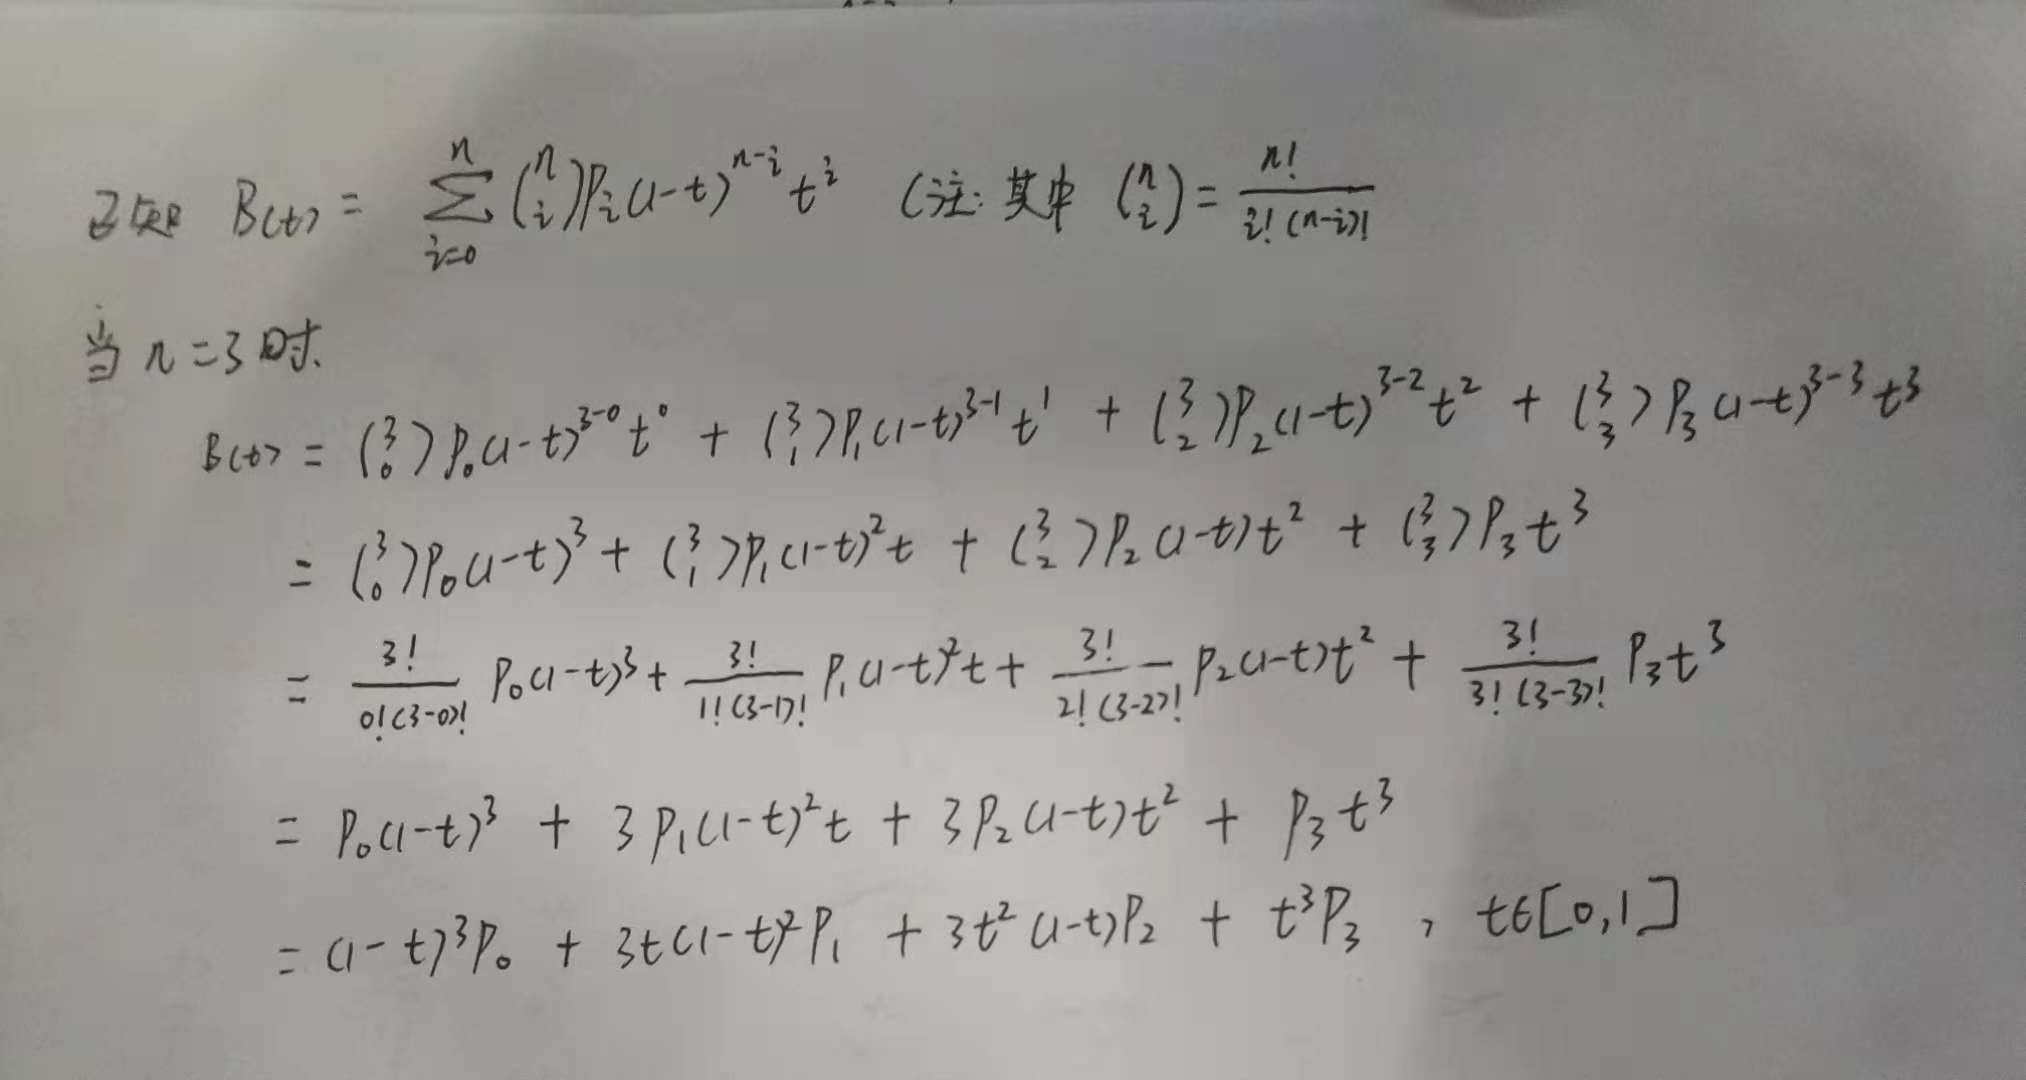 已知 B(t) = \sum_{i=0}^{n} \binom{n}{i} P_i (1-t)^{n-i} t^i (注: 其中 \binom{n}{i} = \frac{n!}{i!(n-i)!}
当 n=3 时.
B(t) = \binom{3}{0} P_0 (1-t)^{3-0} t^0 + \binom{3}{1} P_1 (1-t)^{3-1} t^1 + \binom{3}{2} P_2 (1-t)^{3-2} t^2 + \binom{3}{3} P_3 (1-t)^{3-3} t^3
= \binom{3}{0} P_0 (1-t)^3 + \binom{3}{1} P_1 (1-t)^2 t + \binom{3}{2} P_2 (1-t) t^2 + \binom{3}{3} P_3 t^3
= \frac{3!}{0!(3-0)!} P_0 (1-t)^3 + \frac{3!}{1!(3-1)!} P_1 (1-t)^2 t + \frac{3!}{2!(3-2)!} P_2 (1-t) t^2 + \frac{3!}{3!(3-3)!} P_3 t^3
= P_0 (1-t)^3 + 3 P_1 (1-t)^2 t + 3 P_2 (1-t) t^2 + P_3 t^3
= (1-t)^3 P_0 + 3t (1-t)^2 P_1 + 3t^2 (1-t) P_2 + t^3 P_3 , t∈[0,1]